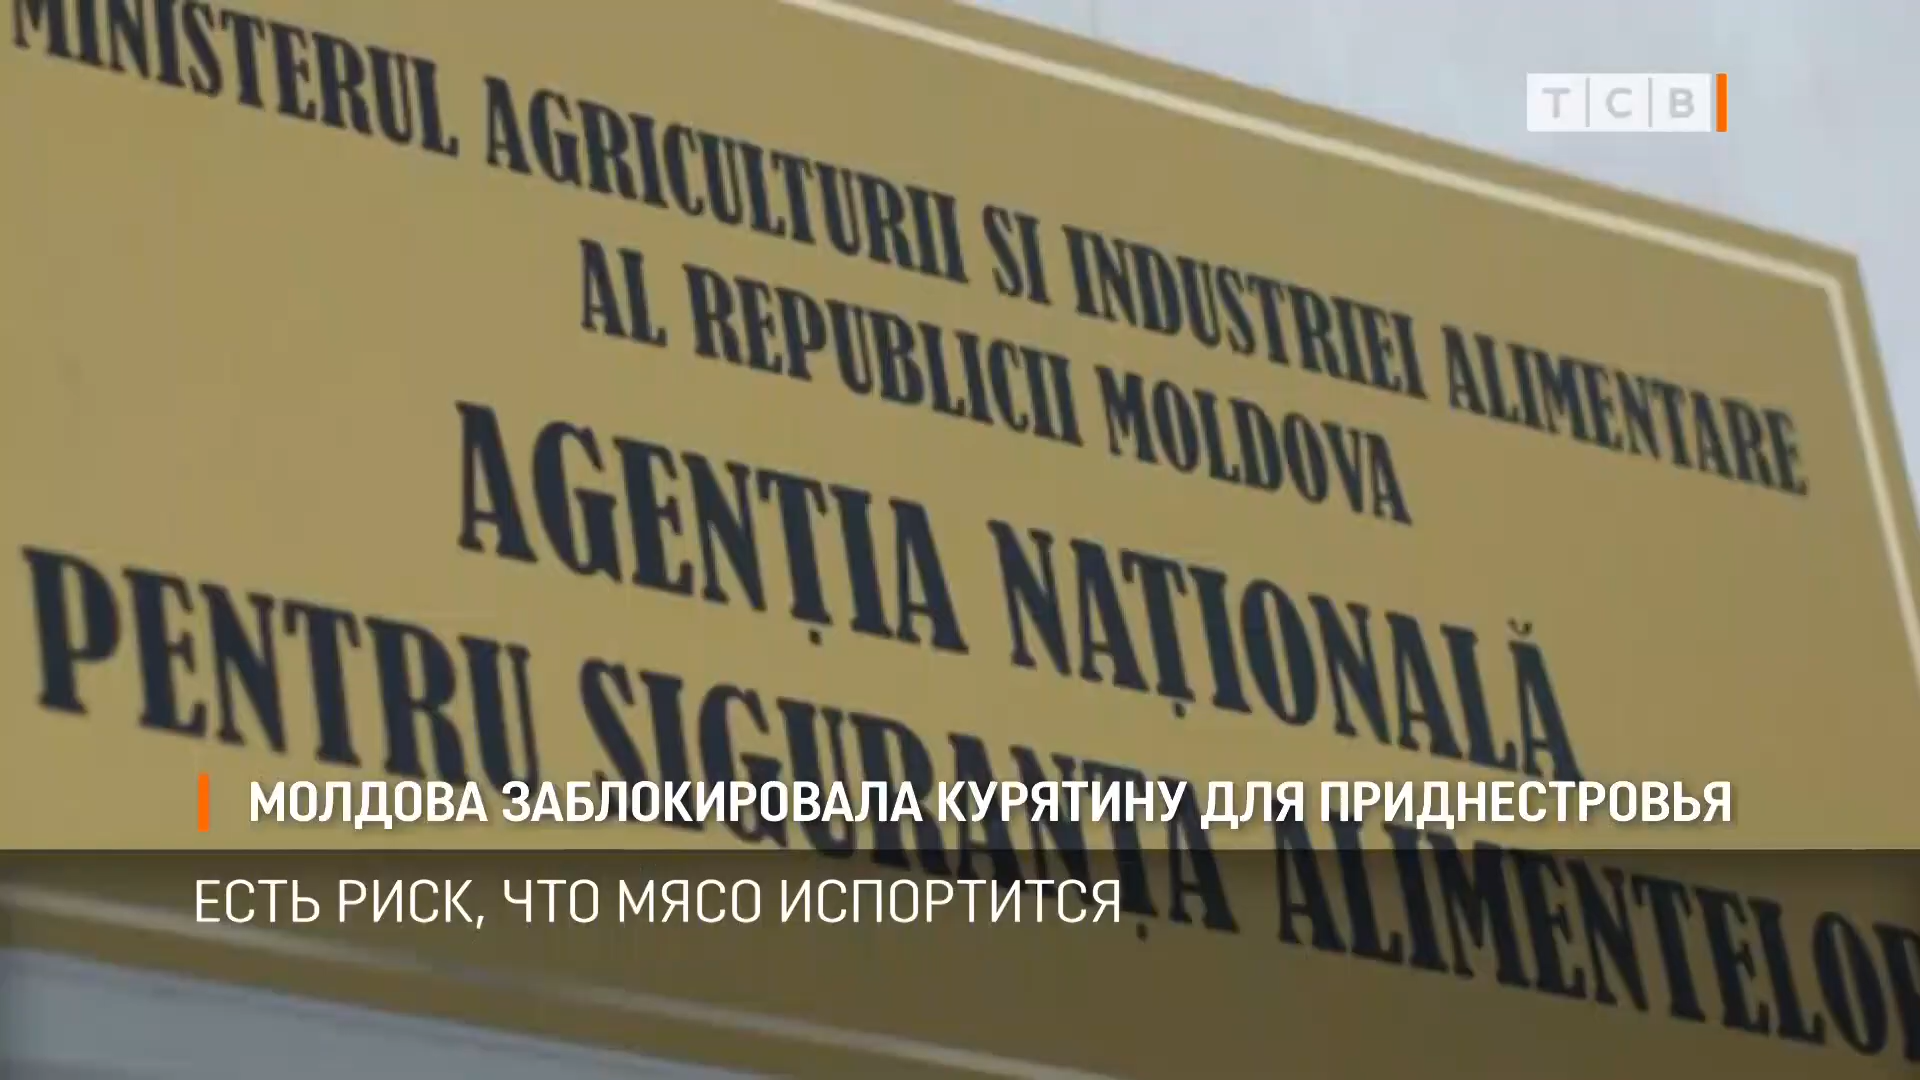 MINISTERUL AGRICULTURII SI INDUSTRIEI ALIMENTARE
AL REPUBLICII MOLDOVA
AGENȚIA NAȚIONALĂ
PENTRU SIGURANȚA ALIMENTELOR
Т|С|В
МОЛДОВА ЗАБЛОКИРОВАЛА КУРЯТИНУ ДЛЯ ПРИДНЕСТРОВЬЯ
ЕСТЬ РИСК, ЧТО МЯСО ИСПОРТИТСЯ